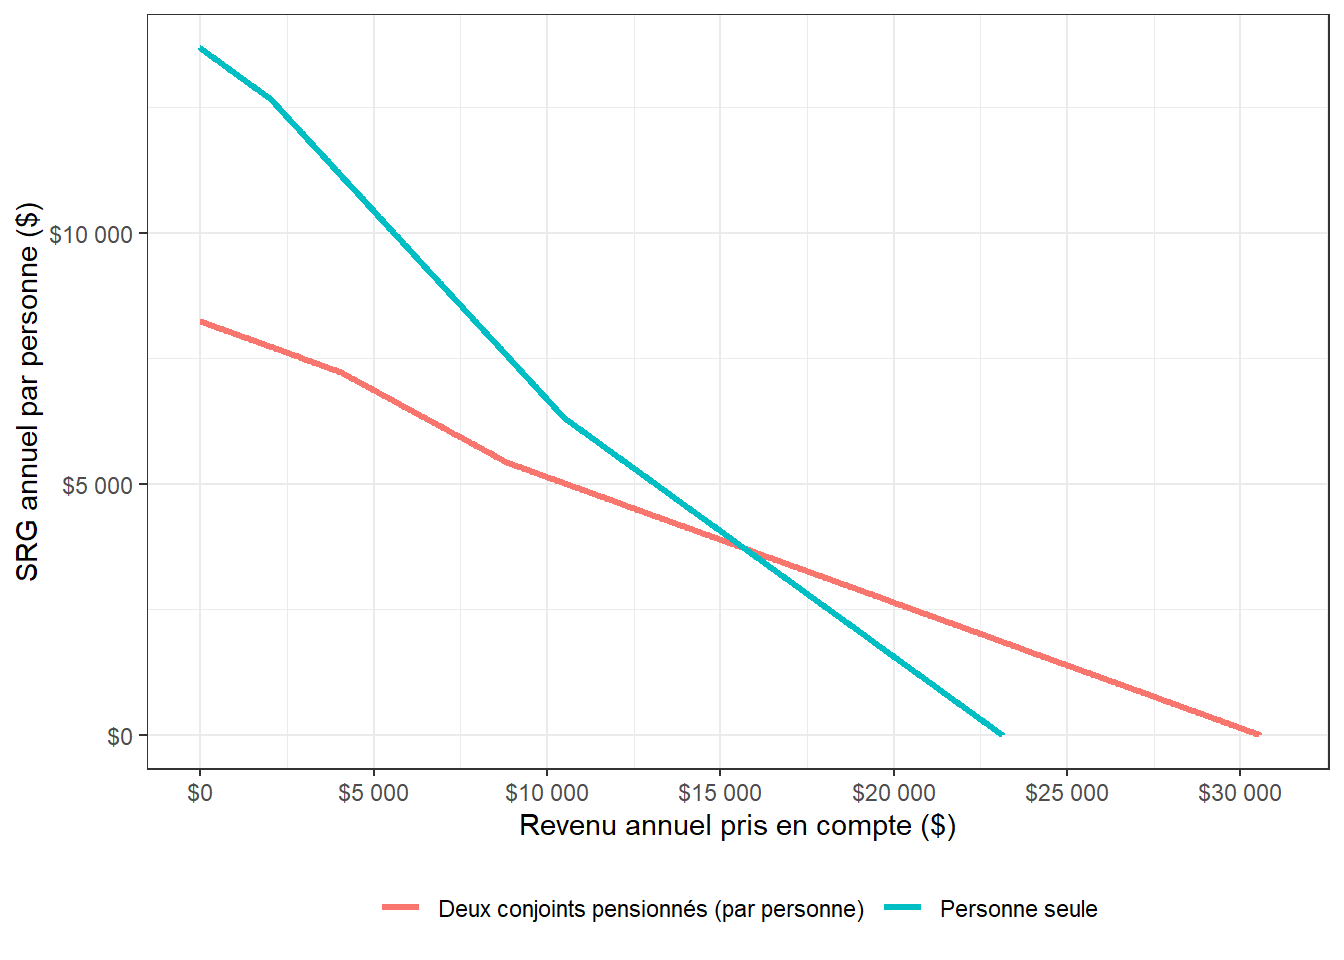 SRG annuel par personne ($)
$10 000
$5 000
$0
$0 $5 000 $10 000 $15 000 $20 000 $25 000 $30 000
Revenu annuel pris en compte ($)
Deux conjoints pensionnés (par personne) Personne seule